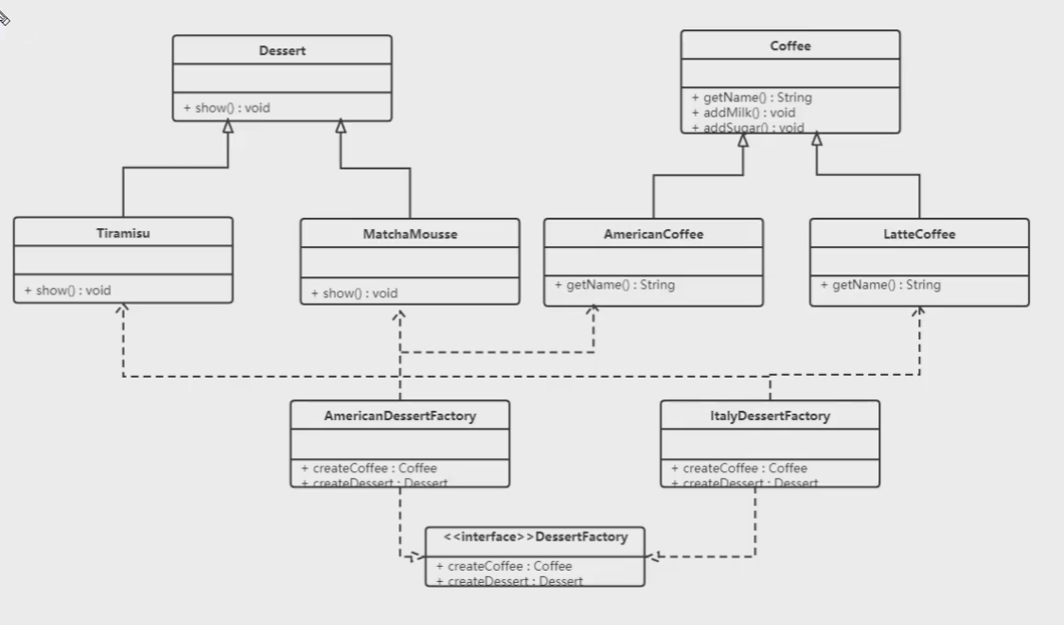 Dessert
+ show() : void
Coffee
+ getName() : String
+ addMilk() : void
+ addSugar() : void
Tiramisu
+ show() : void
MatchaMousse
+ show() : void
AmericanCoffee
+ getName() : String
LatteCoffee
+ getName() : String
AmericanDessertFactory
+ createCoffee : Coffee
+ createDessert : Dessert
ItalyDessertFactory
+ createCoffee : Coffee
+ createDessert : Dessert
<<interface>>DessertFactory
+ createCoffee : Coffee
+ createDessert : Dessert